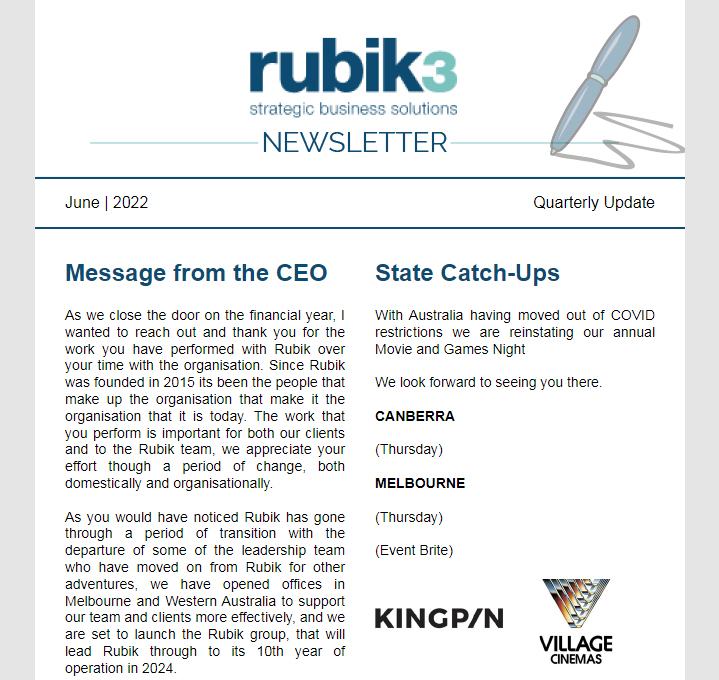 rubik3
strategic business solutions
NEWSLETTER
June | 2022
Quarterly Update
Message from the CEO
As we close the door on the financial year, I
wanted to reach out and thank you for the
work you have performed with Rubik over
your time with the organisation. Since Rubik
was founded in 2015 its been the people that
make up the organisation that make it the
organisation that it is today. The work that
you perform is important for both our clients
and to the Rubik team, we appreciate your
effort though a period of change, both
domestically and organisationally.
As you would have noticed Rubik has gone
through a period of transition with the
departure of some of the leadership team
who have moved on from Rubik for other
adventures, we have opened offices in
Melbourne and Western Australia to support
our team and clients more effectively, and we
are set to launch the Rubik group, that will
lead Rubik through to its 10th year of
operation in 2024.
State Catch-Ups
With Australia having moved out of COVID
restrictions we are reinstating our annual
Movie and Games Night
We look forward to seeing you there.
CANBERRA
(Thursday)
MELBOURNE
(Thursday)
(Event Brite)
KINGPIN
VILLAGE
CINEMAS